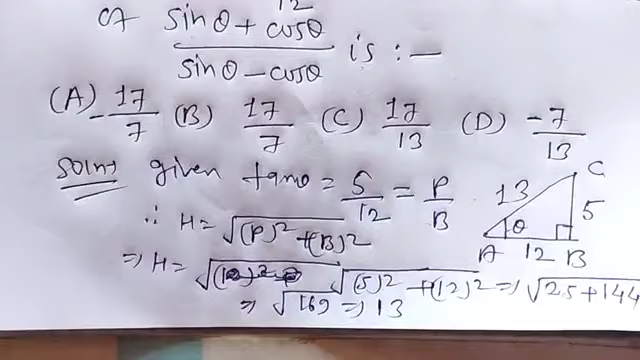 12
of sinθ + cosθ / sinθ - cosθ is : —
(A) -17/7 (B) 17/7 (C) 17/13 (D) -7/13
Soln given tanθ = 5/12 = P/B
∴ H = √(P)² + (B)²
⇒ H = √(5)² + (12)² ⇒ √25 + 144
⇒ √169 ⇒ 13
C
13
5
θ
A 12 B